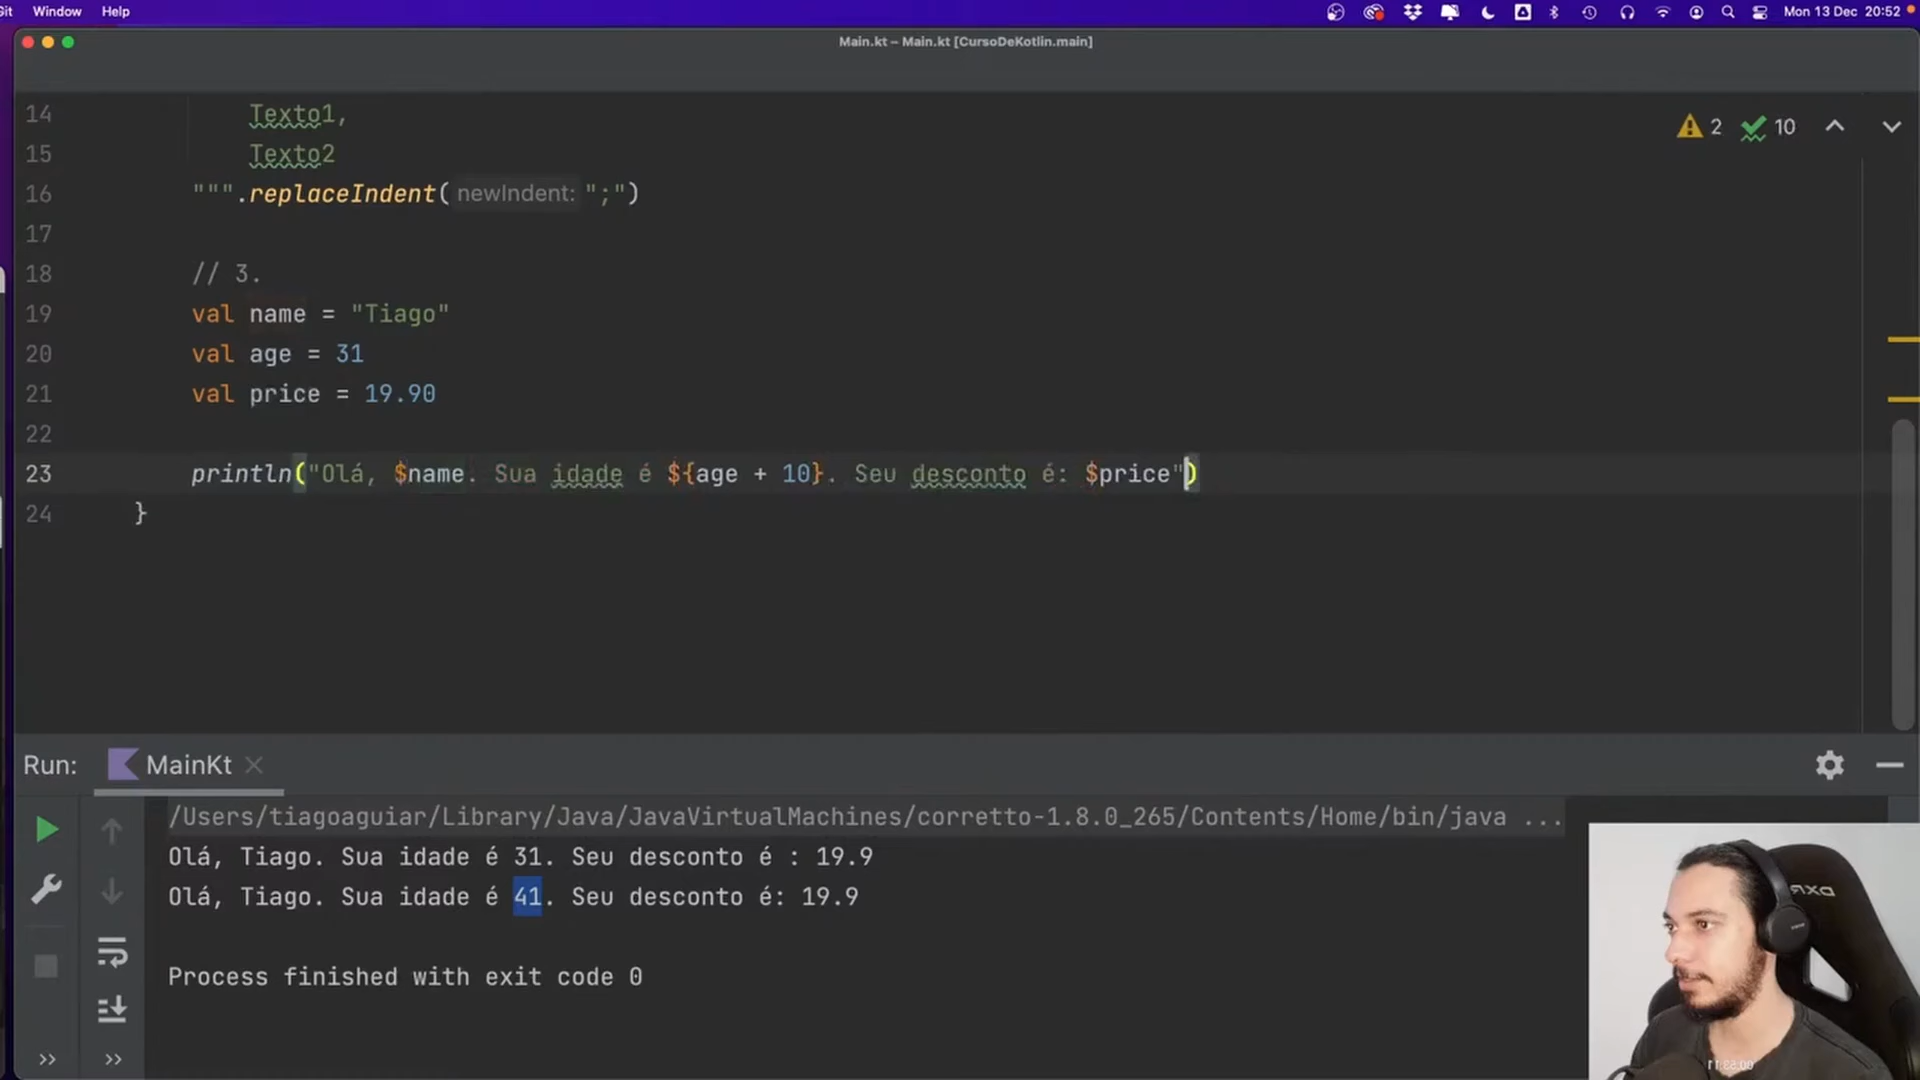 Git Window Help Mon 13 Dec 20:52
Main.kt – Main.kt [CursoDeKotlin.main]
14 Texto1,
2 10
15 Texto2
16 """.replaceIndent( newIndent: ";")
17
18 // 3.
19 val name = "Tiago"
20 val age = 31
21 val price = 19.90
22
23 println("Olá, $name. Sua idade é ${age + 10}. Seu desconto é: $price")
24 }
Run: MainKt
/Users/tiagoaguiar/Library/Java/JavaVirtualMachines/corretto-1.8.0_265/Contents/Home/bin/java ...
Olá, Tiago. Sua idade é 31. Seu desconto é : 19.9
Olá, Tiago. Sua idade é 41. Seu desconto é: 19.9
Process finished with exit code 0